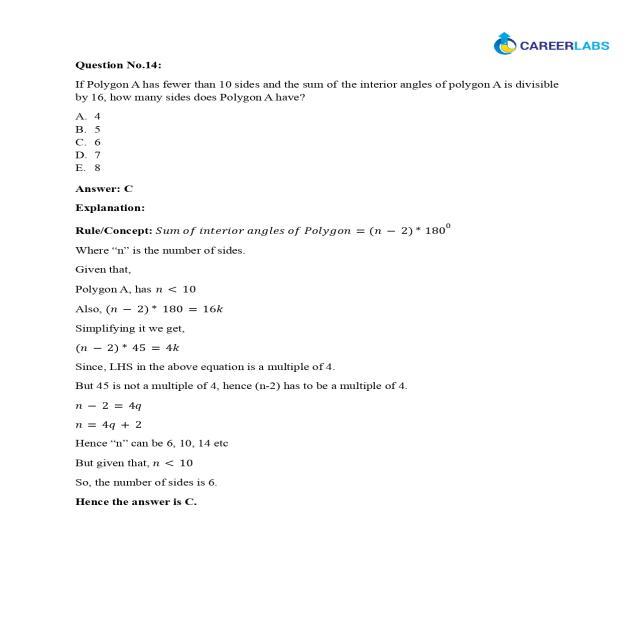 CAREERLABS
Question No.14:
If Polygon A has fewer than 10 sides and the sum of the interior angles of polygon A is divisible
by 16, how many sides does Polygon A have?
A. 4
B. 5
C. 6
D. 7
E. 8
Answer: C
Explanation:
Rule/Concept: Sum of interior angles of Polygon = (n − 2) * 180⁰
Where “n” is the number of sides.
Given that,
Polygon A, has n < 10
Also, (n − 2) * 180 = 16k
Simplifying it we get,
(n − 2) * 45 = 4k
Since, LHS in the above equation is a multiple of 4.
But 45 is not a multiple of 4, hence (n-2) has to be a multiple of 4.
n − 2 = 4q
n = 4q + 2
Hence “n” can be 6, 10, 14 etc
But given that, n < 10
So, the number of sides is 6.
Hence the answer is C.